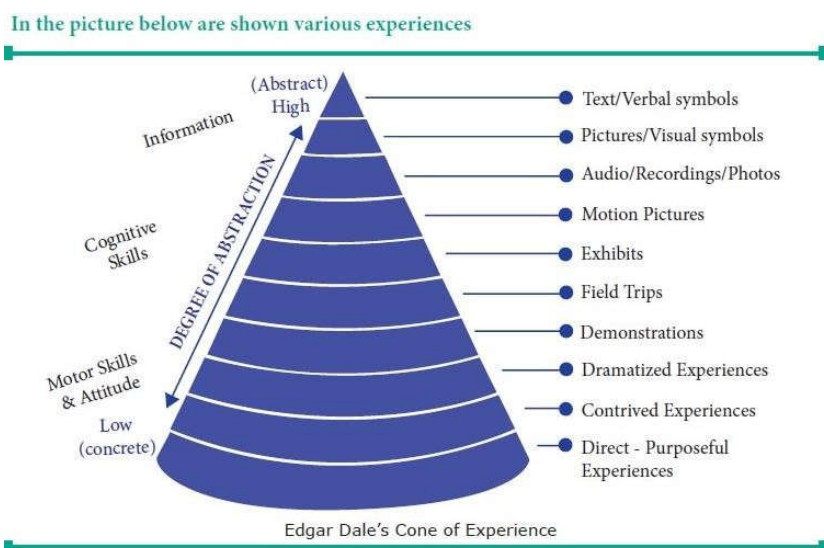 In the picture below are shown various experiences
(Abstract)
High
Information
Cognitive
Skills
DEGREE OF ABSTRACTION
Motor Skills
& Attitude
Low
(concrete)
Text/Verbal symbols
Pictures/Visual symbols
Audio/Recordings/Photos
Motion Pictures
Exhibits
Field Trips
Demonstrations
Dramatized Experiences
Contrived Experiences
Direct - Purposeful
Experiences
Edgar Dale's Cone of Experience